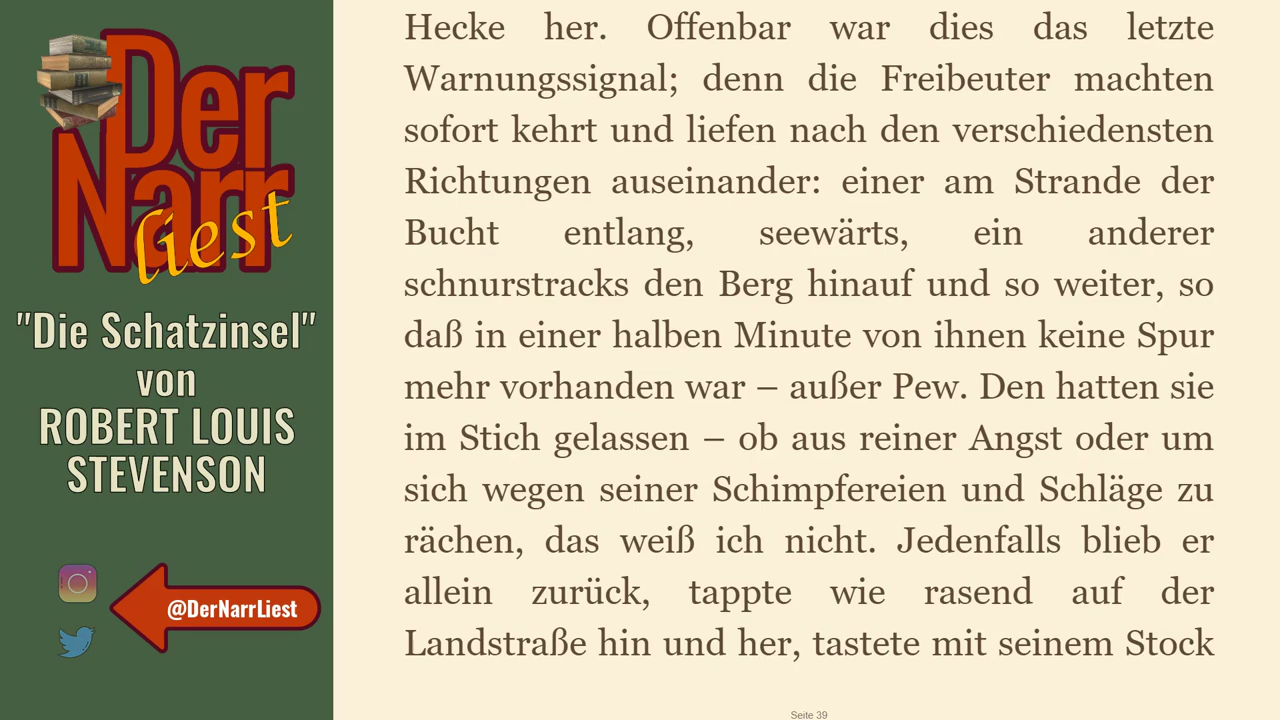 Der
Narr
liest
"Die Schatzinsel"
von
ROBERT LOUIS
STEVENSON
@DerNarrLiest
Hecke her. Offenbar war dies das letzte
Warnungssignal; denn die Freibeuter machten
sofort kehrt und liefen nach den verschiedensten
Richtungen auseinander: einer am Strande der
Bucht entlang, seewärts, ein anderer
schnurstracks den Berg hinauf und so weiter, so
daß in einer halben Minute von ihnen keine Spur
mehr vorhanden war – außer Pew. Den hatten sie
im Stich gelassen – ob aus reiner Angst oder um
sich wegen seiner Schimpfereien und Schläge zu
rächen, das weiß ich nicht. Jedenfalls blieb er
allein zurück, tappte wie rasend auf der
Landstraße hin und her, tastete mit seinem Stock
Seite 39